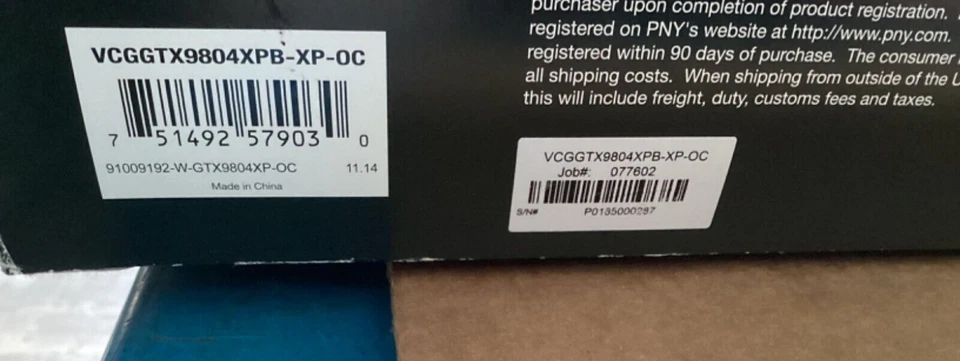 VCGGTX9804XPB-XP-OC
7 51492 57903 0
91009192-W-GTX9804XP-OC 11.14
Made in China
purchaser upon completion of product registration.
registered on PNY's website at http://www.pny.com.
registered within 90 days of purchase. The consumer
all shipping costs. When shipping from outside of the U
this will include freight, duty, customs fees and taxes.
VCGGTX9804XPB-XP-OC
Job#: 077602
S/N# P0135000287